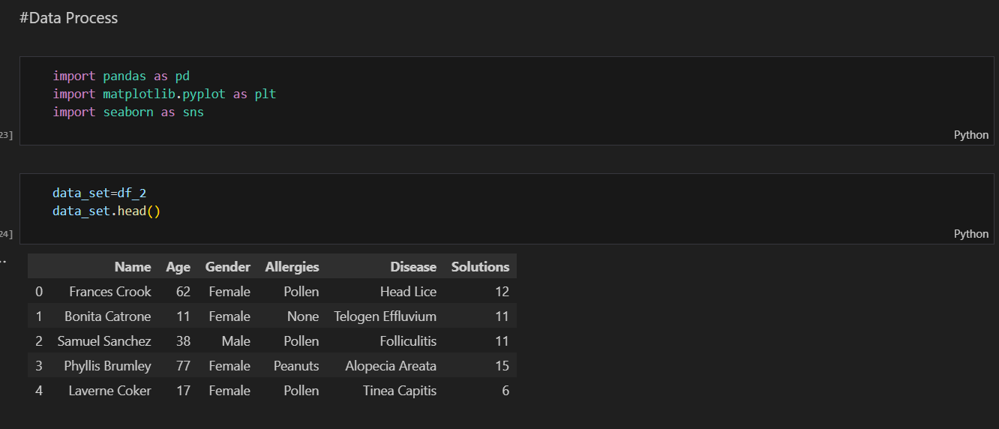 #Data Process
import pandas as pd
import matplotlib.pyplot as plt
import seaborn as sns
23]
Python
data_set=df_2
data_set.head()
24]
Python
..
Name Age Gender Allergies Disease Solutions
0 Frances Crook 62 Female Pollen Head Lice 12
1 Bonita Catrone 11 Female None Telogen Effluvium 11
2 Samuel Sanchez 38 Male Pollen Folliculitis 11
3 Phyllis Brumley 77 Female Peanuts Alopecia Areata 15
4 Laverne Coker 17 Female Pollen Tinea Capitis 6